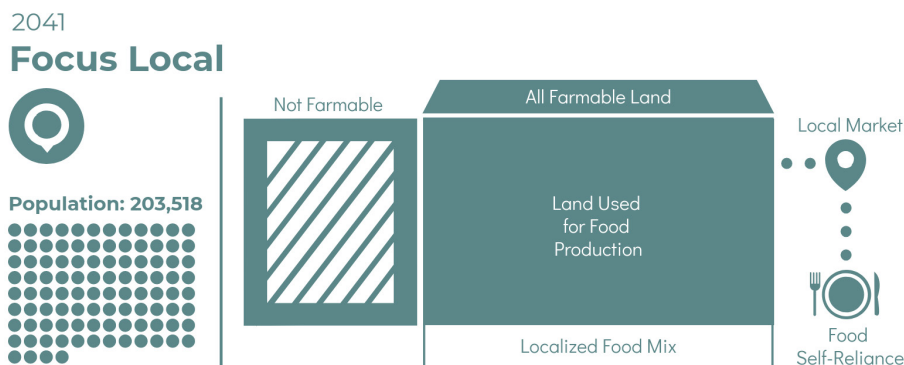 2041
Focus Local
Population: 203,518
Not Farmable
All Farmable Land
Land Used
for Food
Production
Localized Food Mix
Local Market
Food
Self-Reliance